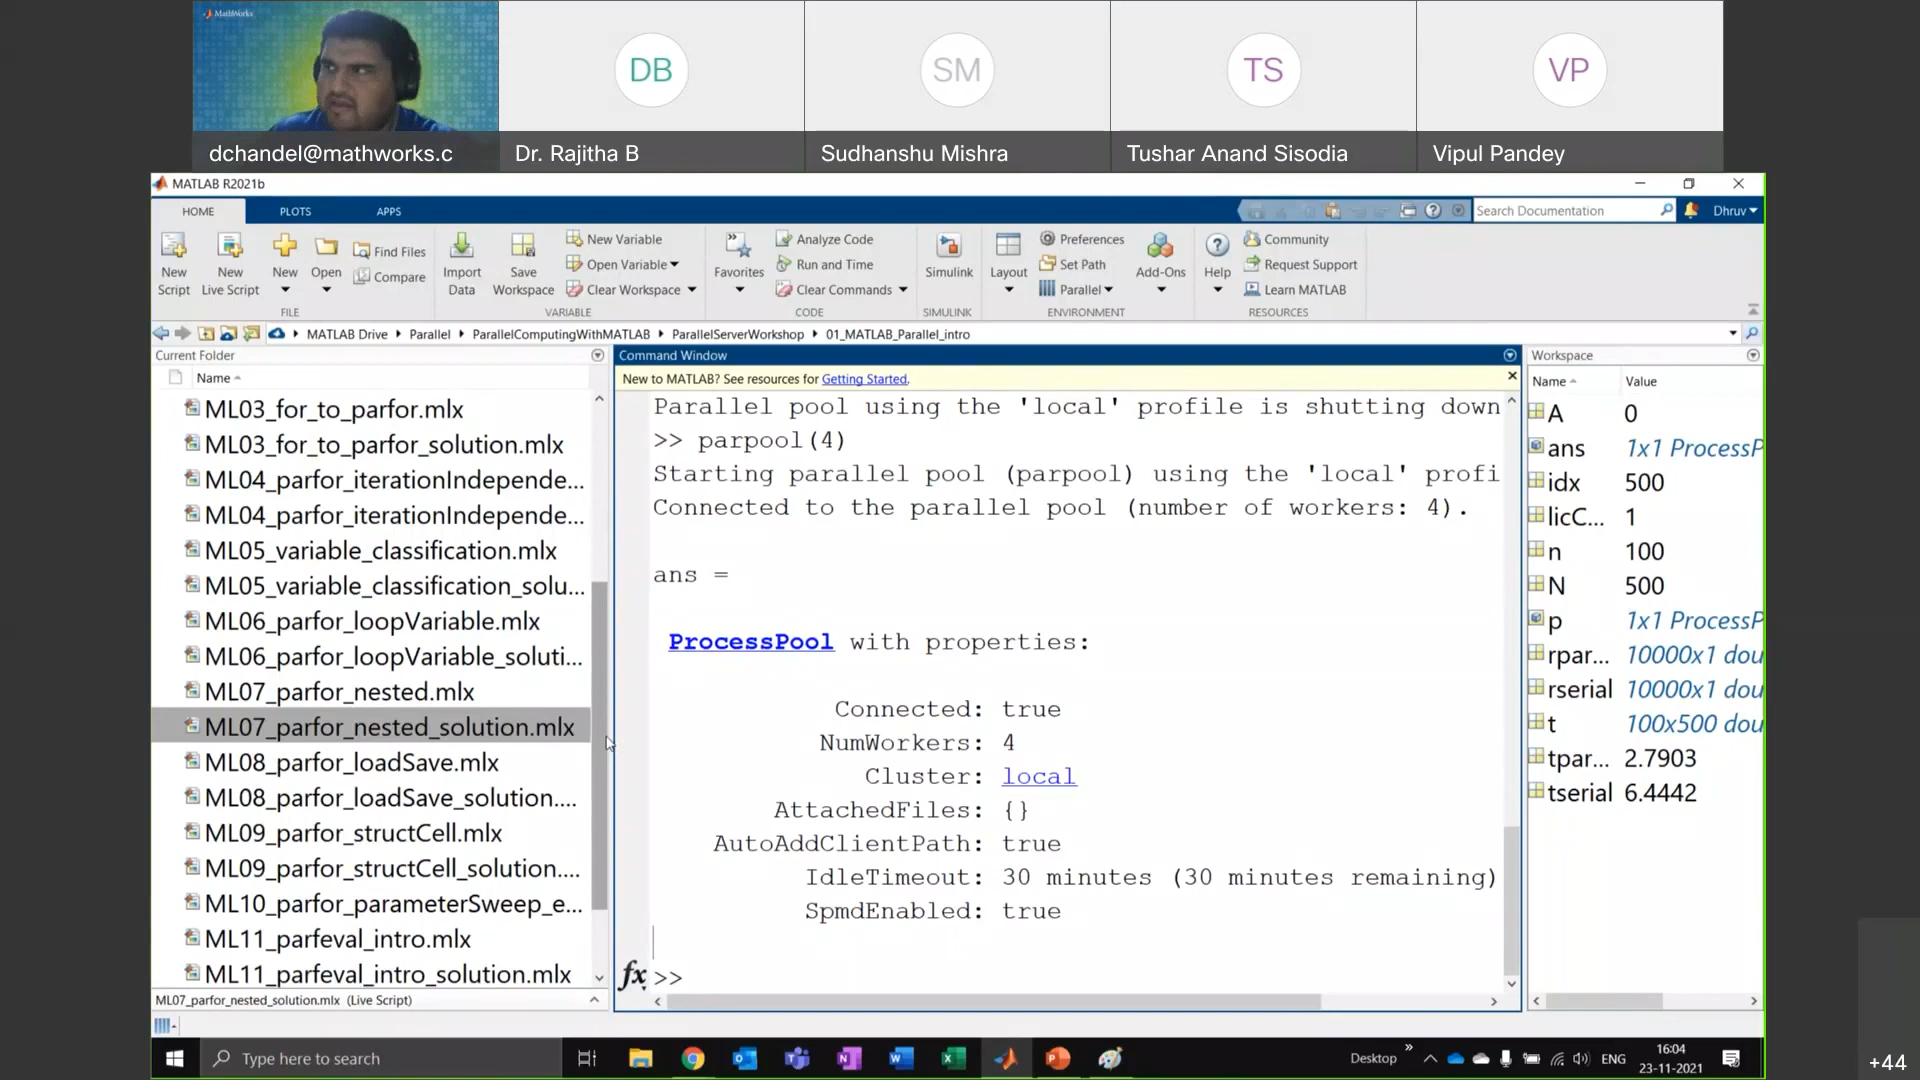 MathWorks
DB
SM
TS
VP
dchandel@mathworks.c
Dr. Rajitha B
Sudhanshu Mishra
Tushar Anand Sisodia
Vipul Pandey
MATLAB R2021b
HOME
PLOTS
APPS
Search Documentation
Dhruv
New Script
New Live Script
New
Open
Find Files
Compare
Import Data
Save Workspace
New Variable
Open Variable
Clear Workspace
Favorites
Analyze Code
Run and Time
Clear Commands
Simulink
Layout
Preferences
Set Path
Parallel
Add-Ons
Help
Community
Request Support
Learn MATLAB
FILE
VARIABLE
CODE
SIMULINK
ENVIRONMENT
RESOURCES
MATLAB Drive
Parallel
ParallelComputingWithMATLAB
ParallelServerWorkshop
01_MATLAB_Parallel_intro
Current Folder
Name
ML03_for_to_parfor.mlx
ML03_for_to_parfor_solution.mlx
ML04_parfor_iterationIndepende...
ML04_parfor_iterationIndepende...
ML05_variable_classification.mlx
ML05_variable_classification_solu...
ML06_parfor_loopVariable.mlx
ML06_parfor_loopVariable_soluti...
ML07_parfor_nested.mlx
ML07_parfor_nested_solution.mlx
ML08_parfor_loadSave.mlx
ML08_parfor_loadSave_solution....
ML09_parfor_structCell.mlx
ML09_parfor_structCell_solution....
ML10_parfor_parameterSweep_e...
ML11_parfeval_intro.mlx
ML11_parfeval_intro_solution.mlx
ML07_parfor_nested_solution.mlx (Live Script)
Command Window
New to MATLAB? See resources for Getting Started.
Parallel pool using the 'local' profile is shutting down
>> parpool(4)
Starting parallel pool (parpool) using the 'local' profi
Connected to the parallel pool (number of workers: 4).
ans =
ProcessPool with properties:
Connected: true
NumWorkers: 4
Cluster: local
AttachedFiles: {}
AutoAddClientPath: true
IdleTimeout: 30 minutes (30 minutes remaining)
SpmdEnabled: true
fx >>
Workspace
Name Value
A 0
ans 1x1 ProcessP
idx 500
licC... 1
n 100
N 500
p 1x1 ProcessP
rpar... 10000x1 dou
rserial 10000x1 dou
t 100x500 dou
tpar... 2.7903
tserial 6.4442
Type here to search
Desktop
ENG
16:04
23-11-2021
+44